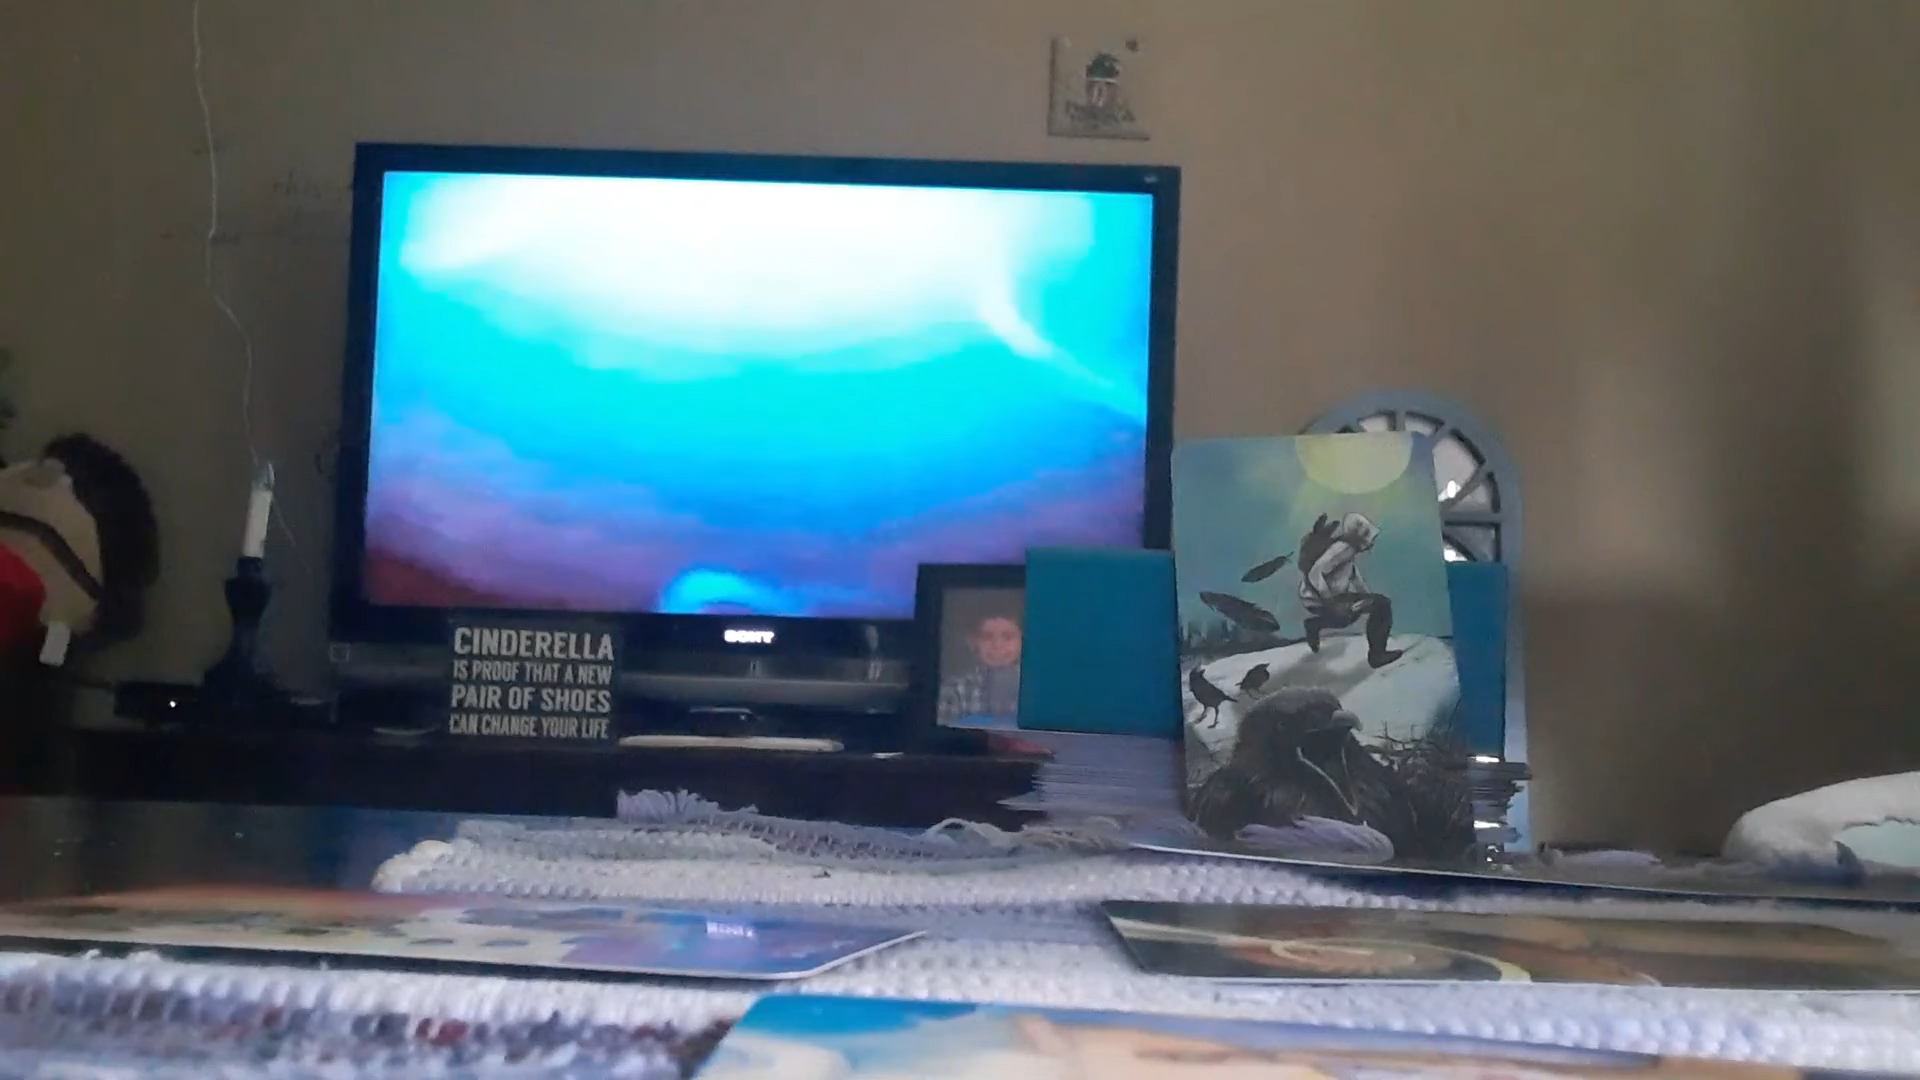 SONY
CINDERELLA
IS PROOF THAT A NEW
PAIR OF SHOES
CAN CHANGE YOUR LIFE